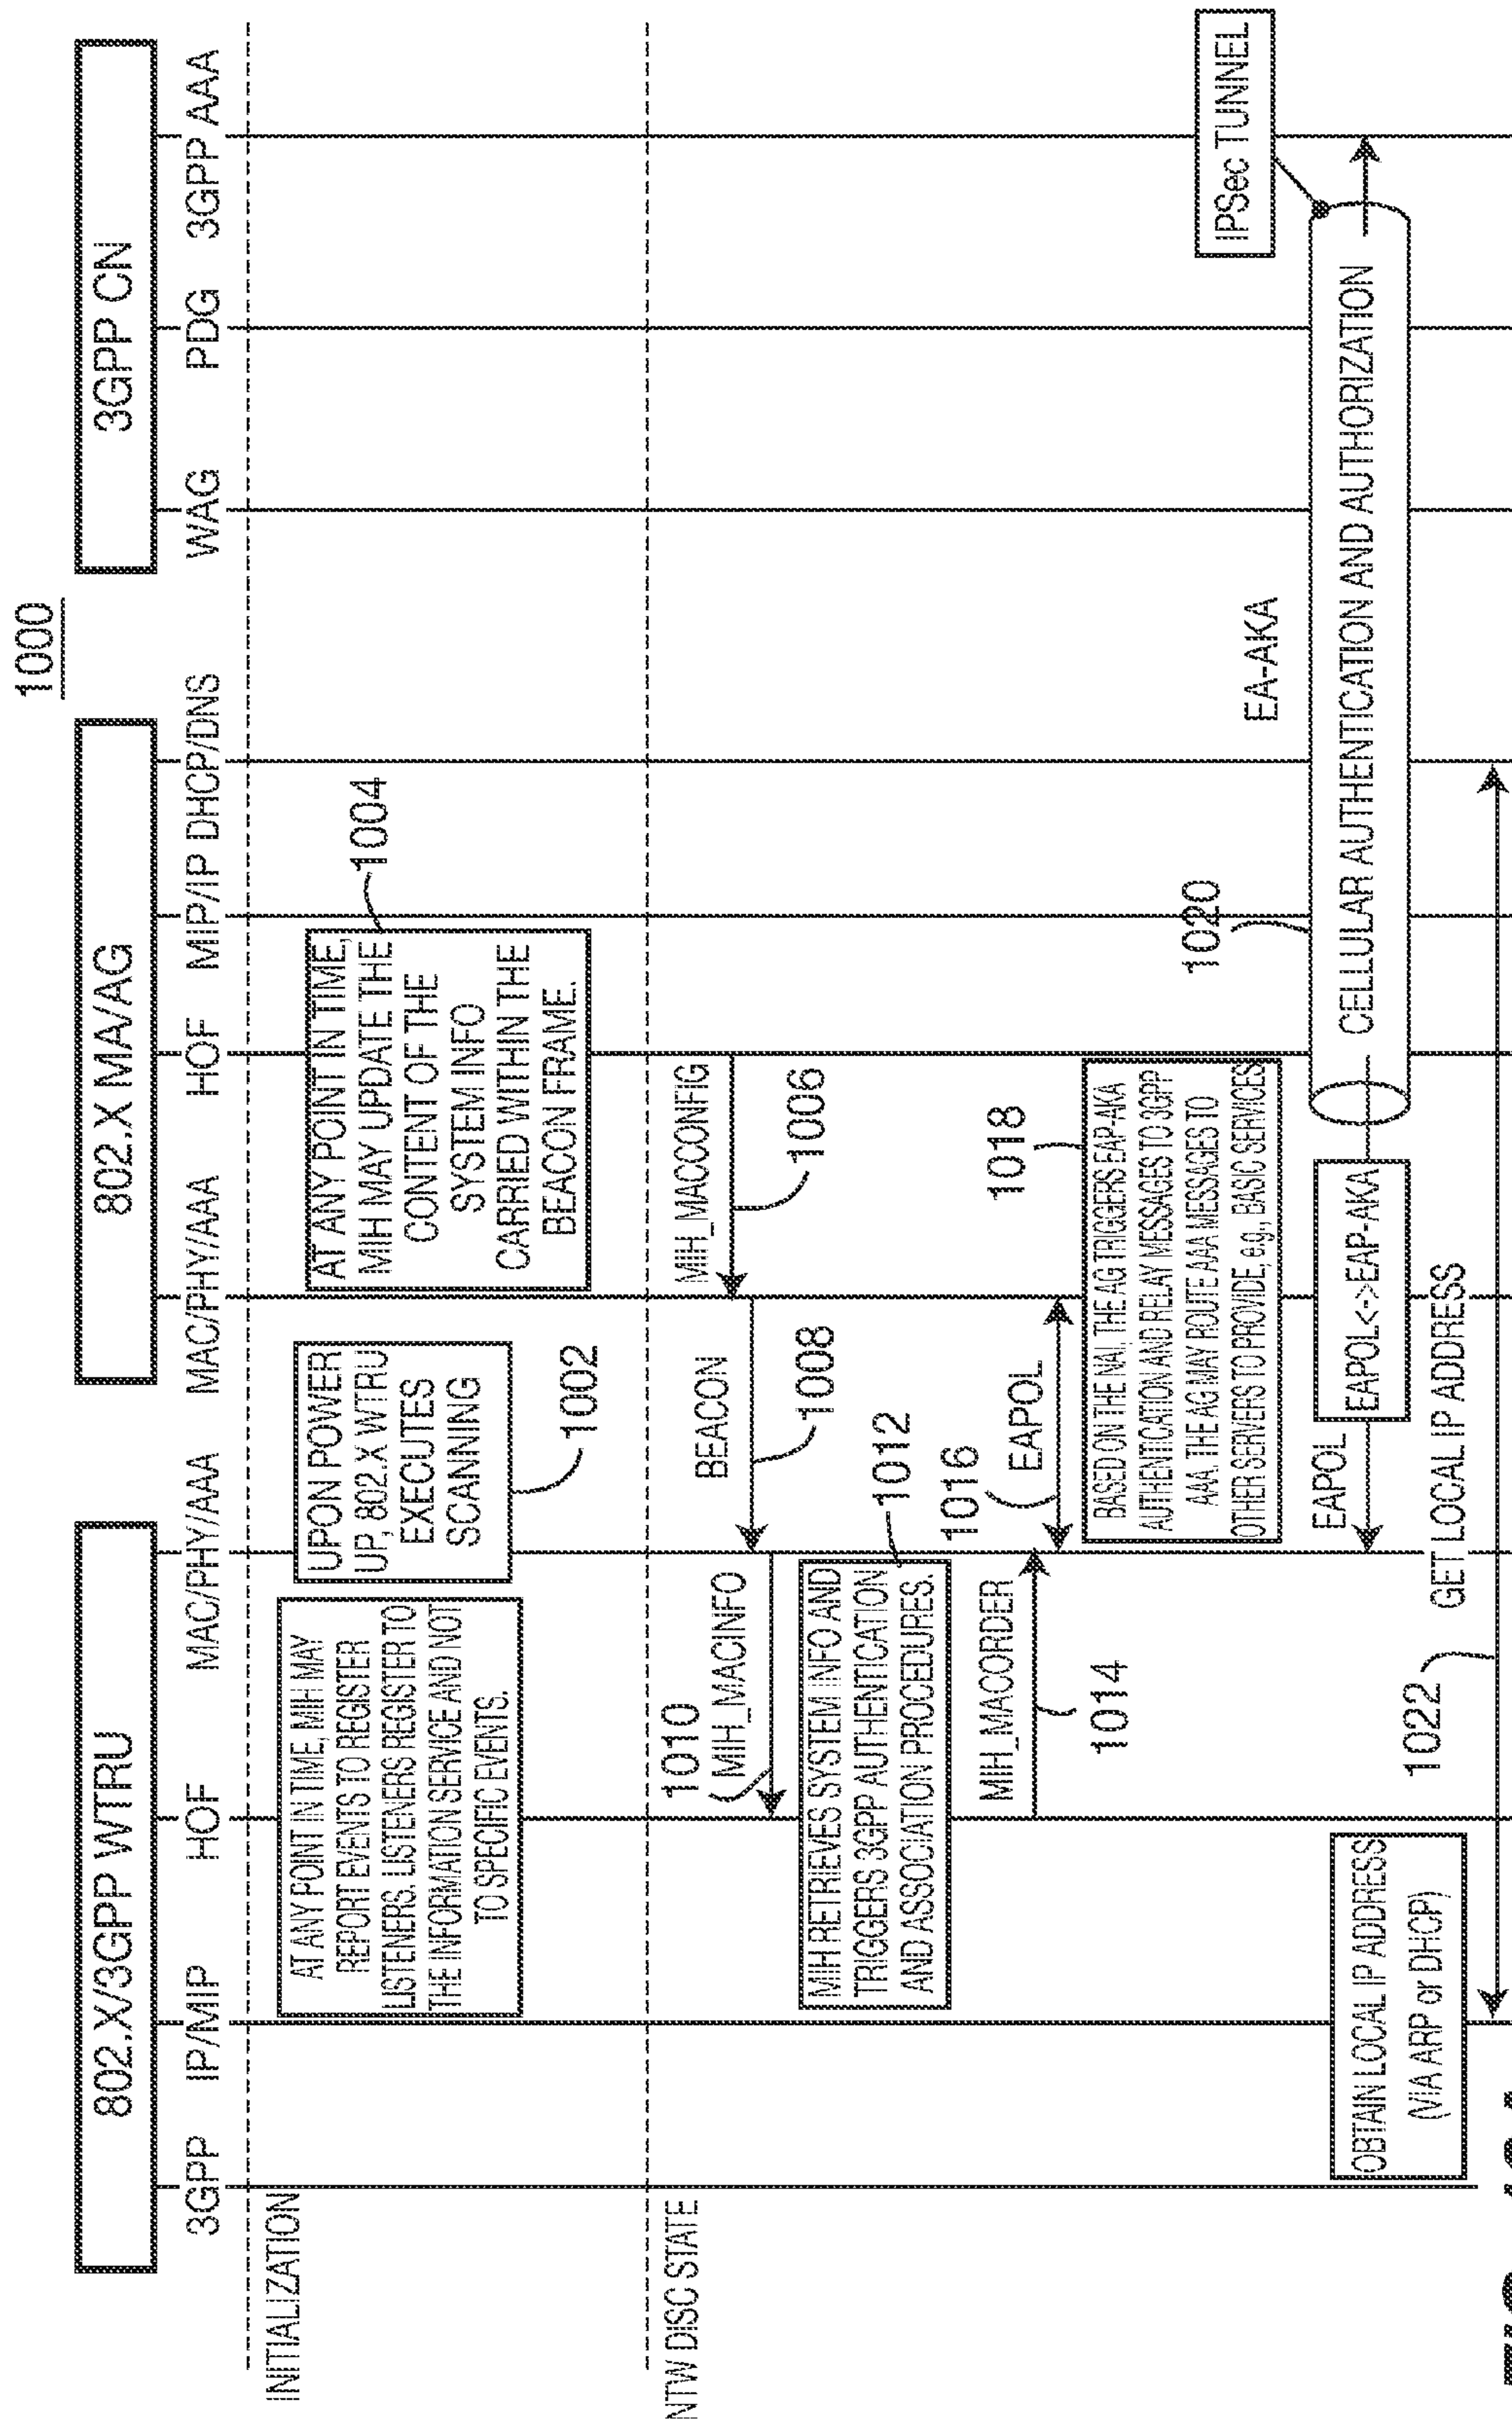 1000
802.X/3GPP WTRU
802.X MA/AG
3GPP CN
3GPP
IP/MIP
HOF
MAC/PHY/AAA
MAC/PHY/AAA
HOF
MIP/IP
DHCP/DNS
WAG
PDG
3GPP AAA
INITIALIZATION
AT ANY POINT IN TIME, MIH MAY
REPORT EVENTS TO REGISTER
LISTENERS. LISTENERS REGISTER TO
THE INFORMATION SERVICE AND NOT
TO SPECIFIC EVENTS.
UPON POWER
UP, 802.X WTRU
EXECUTES
SCANNING
1002
AT ANY POINT IN TIME,
MIH MAY UPDATE THE
CONTENT OF THE
SYSTEM INFO
CARRIED WITHIN THE
BEACON FRAME.
1004
NTW DISC STATE
MIH_MACCONFIG
1006
BEACON
1008
1010
MIH_MACINFO
MIH RETRIEVES SYSTEM INFO AND
TRIGGERS 3GPP AUTHENTICATION
AND ASSOCIATION PROCEDURES.
1012
MIH_MACORDER
1014
1016
EAPOL
1018
BASED ON THE NAI, THE AG TRIGGERS EAP-AKA
AUTHENTICATION AND RELAY MESSAGES TO 3GPP
AAA. THE AG MAY ROUTE AAA MESSAGES TO
OTHER SERVERS TO PROVIDE, e.g., BASIC SERVICES
EAPOL
EAPOL<->EAP-AKA
1020
EA-AKA
CELLULAR AUTHENTICATION AND AUTHORIZATION
IPSec TUNNEL
OBTAIN LOCAL IP ADDRESS
(VIA ARP or DHCP)
1022
GET LOCAL IP ADDRESS